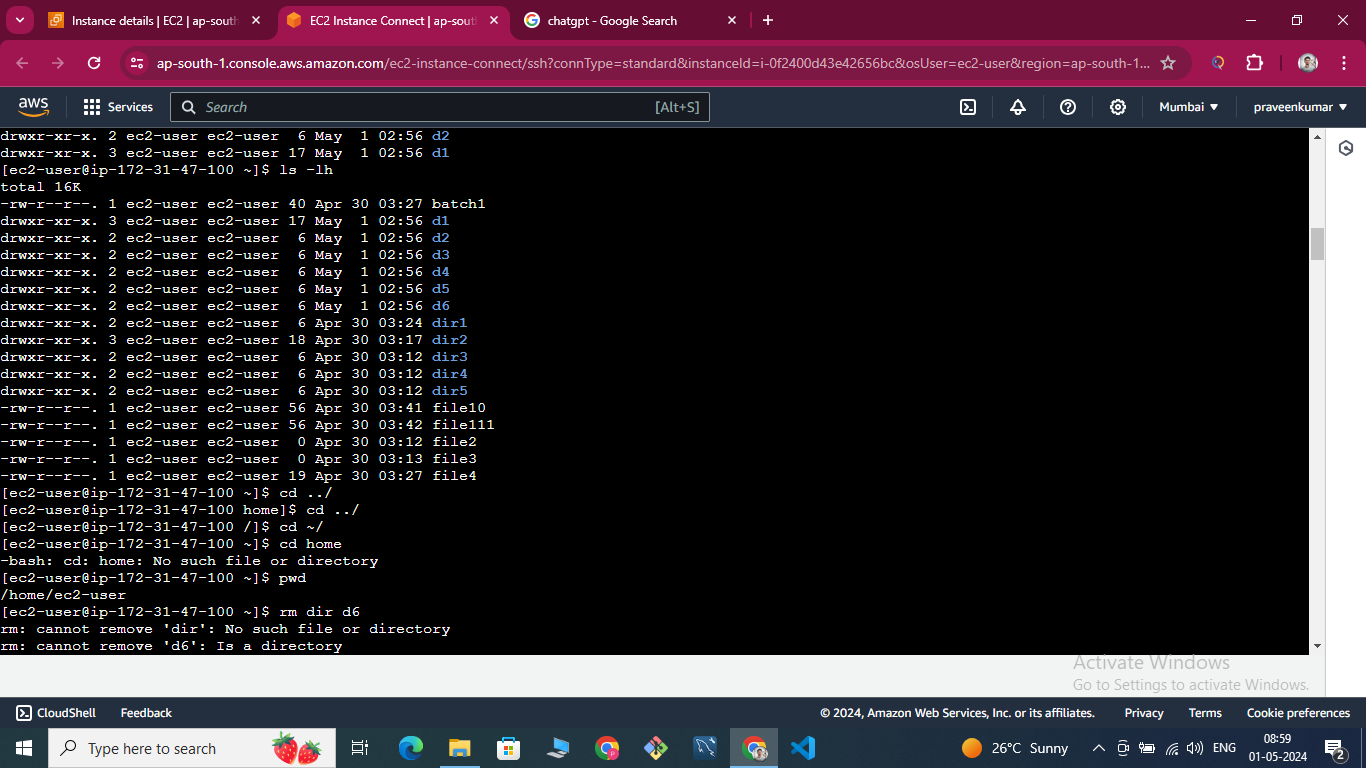 Instance details | EC2 | ap-south
EC2 Instance Connect | ap-sout
chatgpt - Google Search
ap-south-1.console.aws.amazon.com/ec2-instance-connect/ssh?connType=standard&instanceId=i-0f2400d43e42656bc&osUser=ec2-user&region=ap-south-1...
aws
Services
Search
[Alt+S]
Mumbai
praveenkumar
drwxr-xr-x. 2 ec2-user ec2-user  6 May  1 02:56 d2
drwxr-xr-x. 3 ec2-user ec2-user 17 May  1 02:56 d1
[ec2-user@ip-172-31-47-100 ~]$ ls -lh
total 16K
-rw-r--r--. 1 ec2-user ec2-user 40 Apr 30 03:27 batch1
drwxr-xr-x. 3 ec2-user ec2-user 17 May  1 02:56 d1
drwxr-xr-x. 2 ec2-user ec2-user  6 May  1 02:56 d2
drwxr-xr-x. 2 ec2-user ec2-user  6 May  1 02:56 d3
drwxr-xr-x. 2 ec2-user ec2-user  6 May  1 02:56 d4
drwxr-xr-x. 2 ec2-user ec2-user  6 May  1 02:56 d5
drwxr-xr-x. 2 ec2-user ec2-user  6 May  1 02:56 d6
drwxr-xr-x. 2 ec2-user ec2-user  6 Apr 30 03:24 dir1
drwxr-xr-x. 3 ec2-user ec2-user 18 Apr 30 03:17 dir2
drwxr-xr-x. 2 ec2-user ec2-user  6 Apr 30 03:12 dir3
drwxr-xr-x. 2 ec2-user ec2-user  6 Apr 30 03:12 dir4
drwxr-xr-x. 2 ec2-user ec2-user  6 Apr 30 03:12 dir5
-rw-r--r--. 1 ec2-user ec2-user 56 Apr 30 03:41 file10
-rw-r--r--. 1 ec2-user ec2-user 56 Apr 30 03:42 file111
-rw-r--r--. 1 ec2-user ec2-user  0 Apr 30 03:12 file2
-rw-r--r--. 1 ec2-user ec2-user  0 Apr 30 03:13 file3
-rw-r--r--. 1 ec2-user ec2-user 19 Apr 30 03:27 file4
[ec2-user@ip-172-31-47-100 ~]$ cd ../
[ec2-user@ip-172-31-47-100 home]$ cd ../
[ec2-user@ip-172-31-47-100 /]$ cd ~/
[ec2-user@ip-172-31-47-100 ~]$ cd home
-bash: cd: home: No such file or directory
[ec2-user@ip-172-31-47-100 ~]$ pwd
/home/ec2-user
[ec2-user@ip-172-31-47-100 ~]$ rm dir d6
rm: cannot remove 'dir': No such file or directory
rm: cannot remove 'd6': Is a directory
Activate Windows
Go to Settings to activate Windows.
CloudShell
Feedback
© 2024, Amazon Web Services, Inc. or its affiliates.
Privacy
Terms
Cookie preferences
Type here to search
26°C Sunny
ENG
08:59
01-05-2024
2